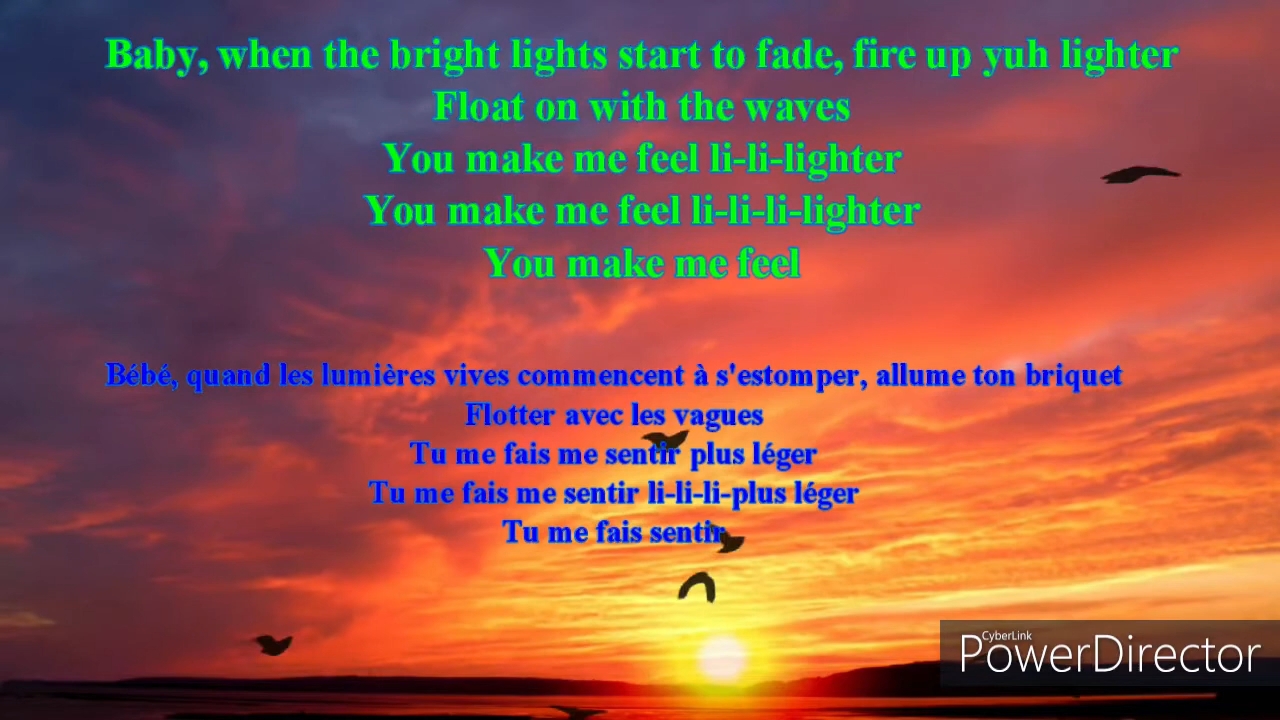 Baby, when the bright lights start to fade, fire up yuh lighter
Float on with the waves
You make me feel li-li-lighter
You make me feel li-li-li-lighter
You make me feel
Bébé, quand les lumières vives commencent à s'estomper, allume ton briquet
Flotter avec les vagues
Tu me fais me sentir plus léger
Tu me fais me sentir li-li-li-plus léger
Tu me fais sentir
CyberLink
PowerDirector